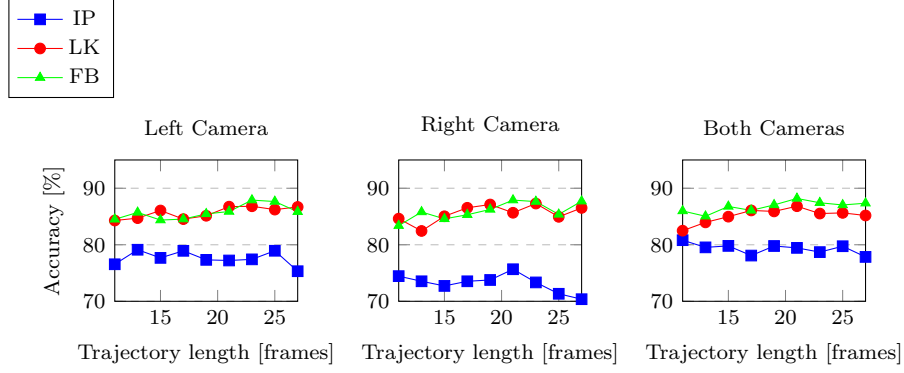 IP
LK
FB
Left Camera
Right Camera
Both Cameras
Accuracy [%]
90
80
70
15
20
25
Trajectory length [frames]
90
80
70
15
20
25
Trajectory length [frames]
90
80
70
15
20
25
Trajectory length [frames]